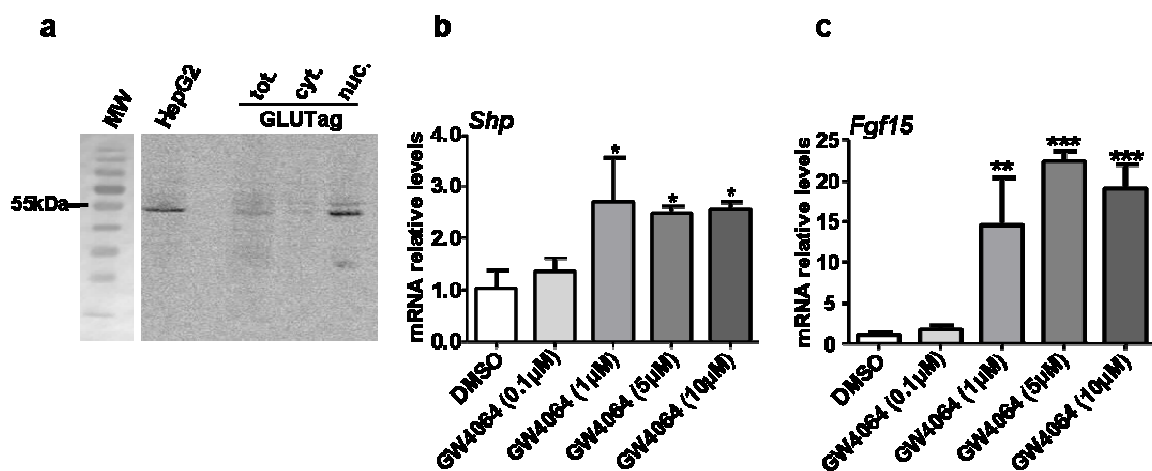 a
b
c
MW
HepG2
tot.
cyt.
nuc.
GLUTag
55kDa
Shp
mRNA relative levels
4.0
3.0
2.0
1.0
0.0
*
*
*
DMSO
GW4064 (0.1µM)
GW4064 (1µM)
GW4064 (5µM)
GW4064 (10µM)
Fgf15
mRNA relative levels
25
20
15
10
5
0
**
***
***
DMSO
GW4064 (0.1µM)
GW4064 (1µM)
GW4064 (5µM)
GW4064 (10µM)